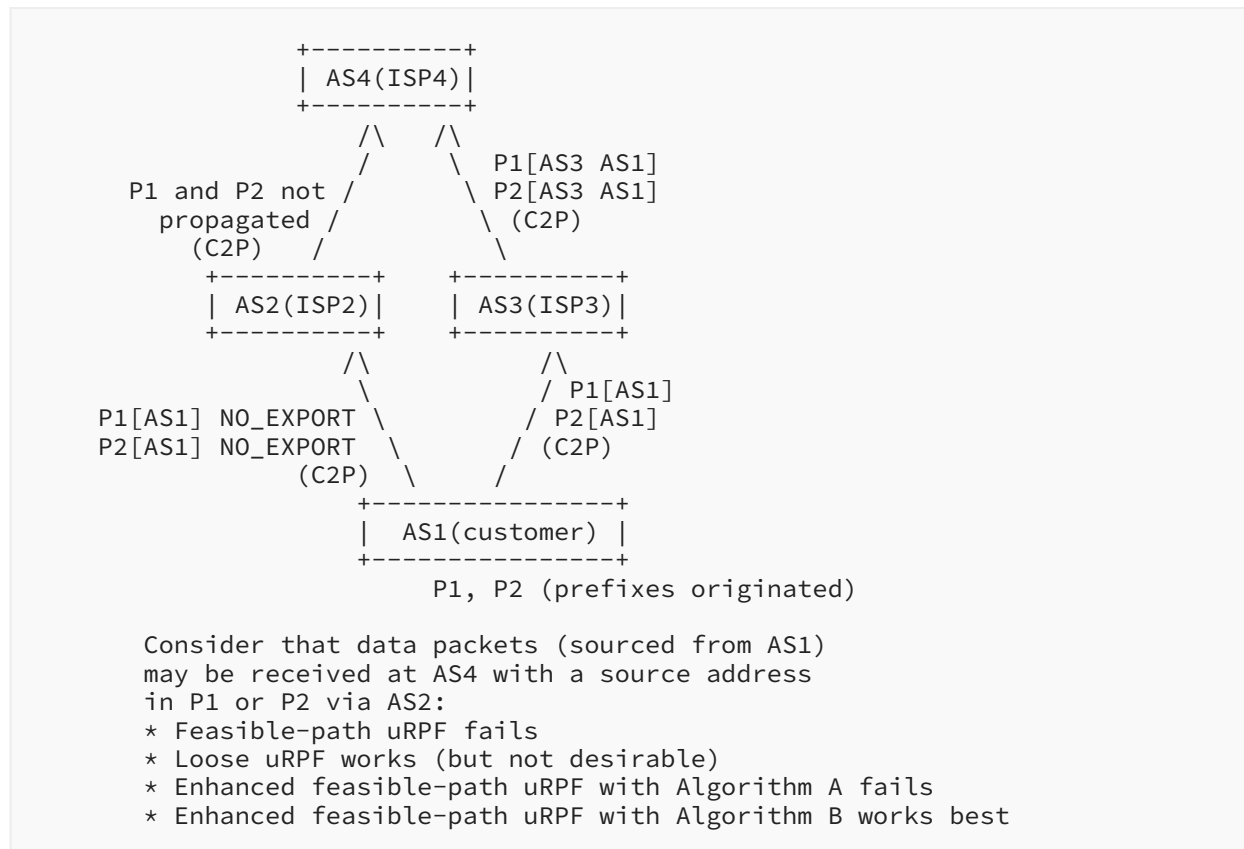 +----------+
| AS4(ISP4)|
+----------+
/\ /\
/ \ P1[AS3 AS1]
P1 and P2 not / \ P2[AS3 AS1]
propagated / \ (C2P)
(C2P) / \
+----------+ +----------+
| AS2(ISP2)| | AS3(ISP3)|
+----------+ +----------+
/\ /\
\ / P1[AS1]
P1[AS1] NO_EXPORT \ / P2[AS1]
P2[AS1] NO_EXPORT \ / (C2P)
(C2P) \ /
+----------------+
| AS1(customer) |
+----------------+
P1, P2 (prefixes originated)
Consider that data packets (sourced from AS1)
may be received at AS4 with a source address
in P1 or P2 via AS2:
* Feasible-path uRPF fails
* Loose uRPF works (but not desirable)
* Enhanced feasible-path uRPF with Algorithm A fails
* Enhanced feasible-path uRPF with Algorithm B works best